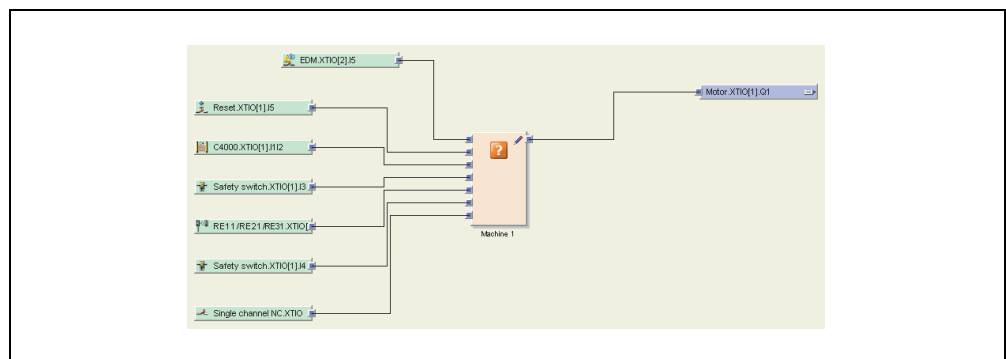 EDM.XTIO[2].I5
Motor.XTIO[1].Q1
Reset.XTIO[1].I5
C4000.XTIO[1].I1I2
Safety switch.XTIO[1].I3
RE11/RE21/RE31.XTIO[
Safety switch.XTIO[1].I4
Single channel NC.XTIO
?
Machine 1